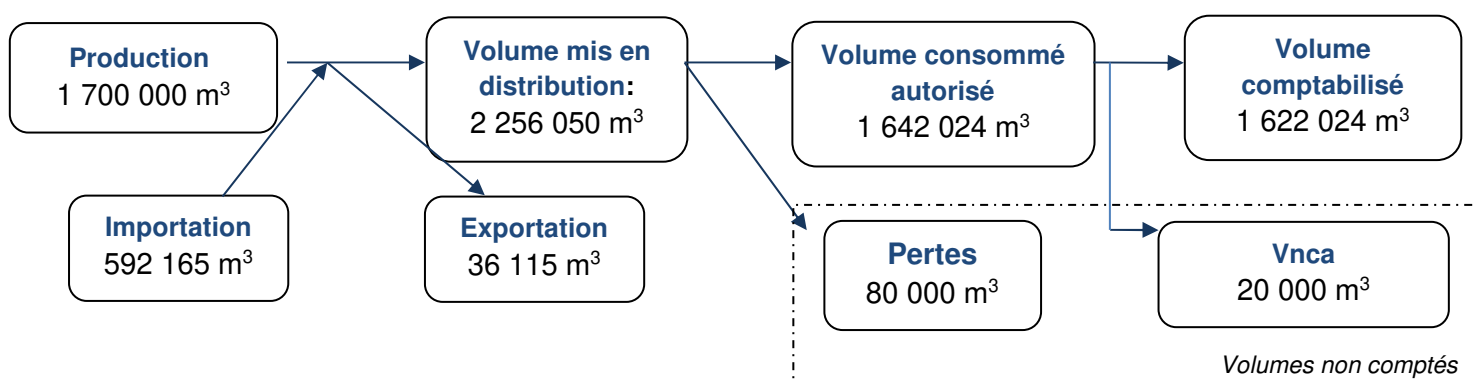 Production
1 700 000 m³
Volume mis en
distribution:
2 256 050 m³
Volume consommé
autorisé
1 642 024 m³
Volume
comptabilisé
1 622 024 m³
Importation
592 165 m³
Exportation
36 115 m³
Pertes
80 000 m³
Vnca
20 000 m³
Volumes non comptés